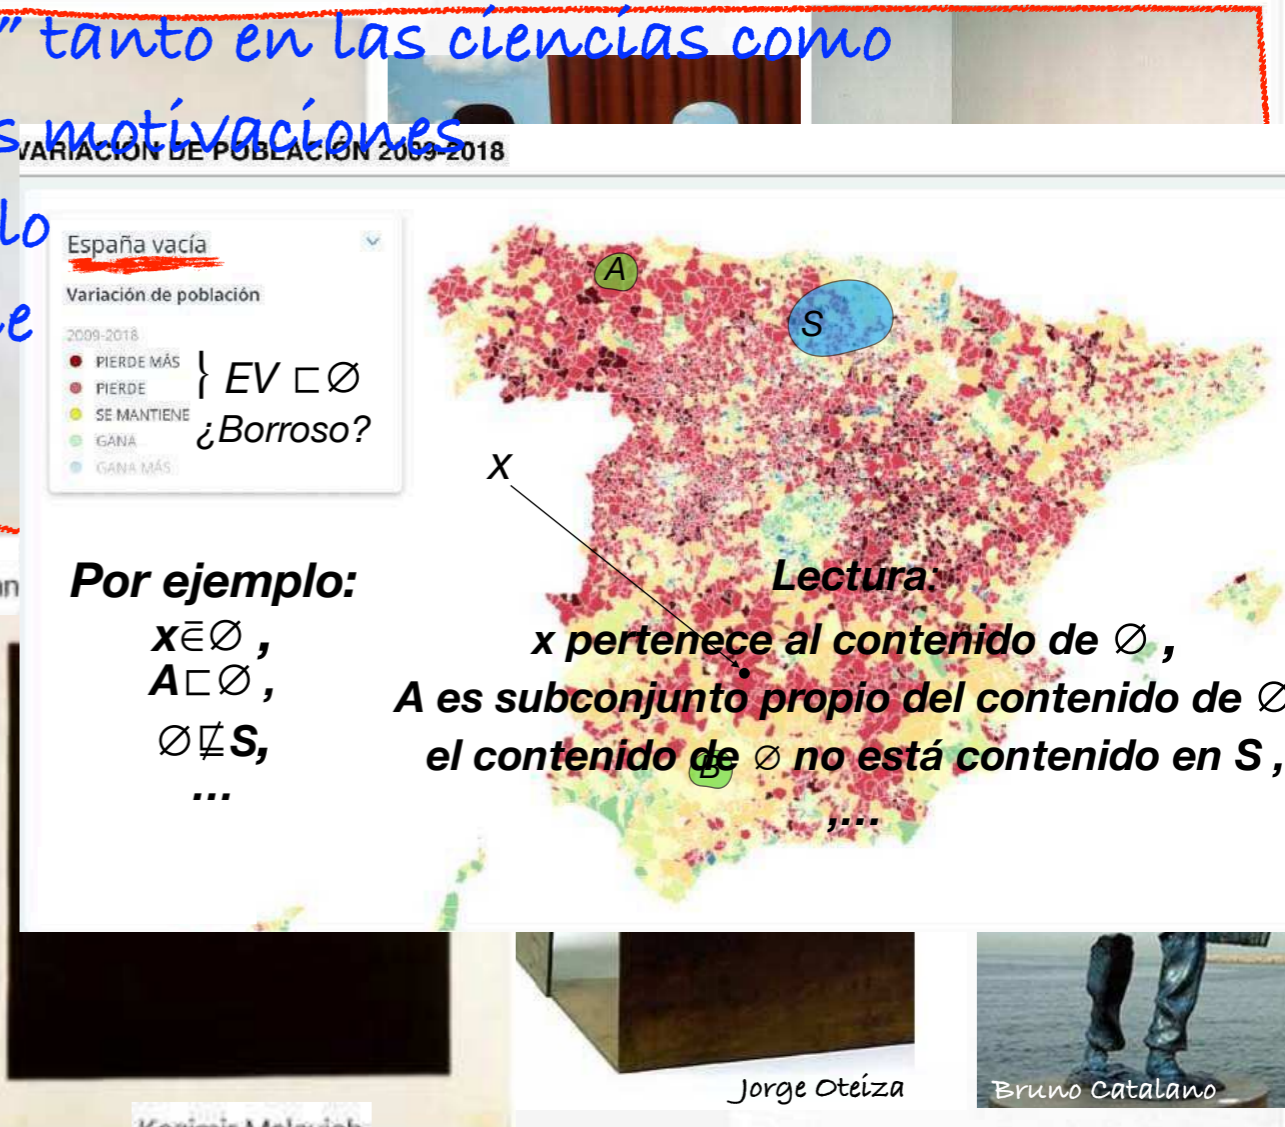 ” tanto en las ciencias como
s motivaciones
VARIACIÓN DE POBLACIÓN 2009-2018
lo
España vacía
Variación de población
e
2009-2018
PIERDE MÁS
PIERDE
SE MANTIENE
GANA
GANA MÁS
} EV ⊏ ∅
¿Borroso?
A
S
x
Por ejemplo:
x∈̄∅ ,
A⊏∅ ,
∅⋢S,
...
Lectura:
x pertenece al contenido de ∅ ,
A es subconjunto propio del contenido de ∅
el contenido de ∅ no está contenido en S ,
B
,...
Jorge Oteiza
Bruno Catalano